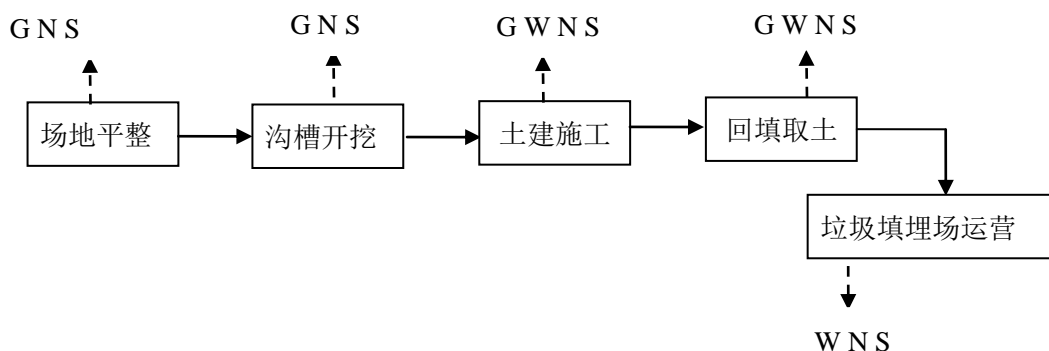 G N S
G N S
G W N S
G W N S
场地平整
沟槽开挖
土建施工
回填取土
垃圾填埋场运营
W N S